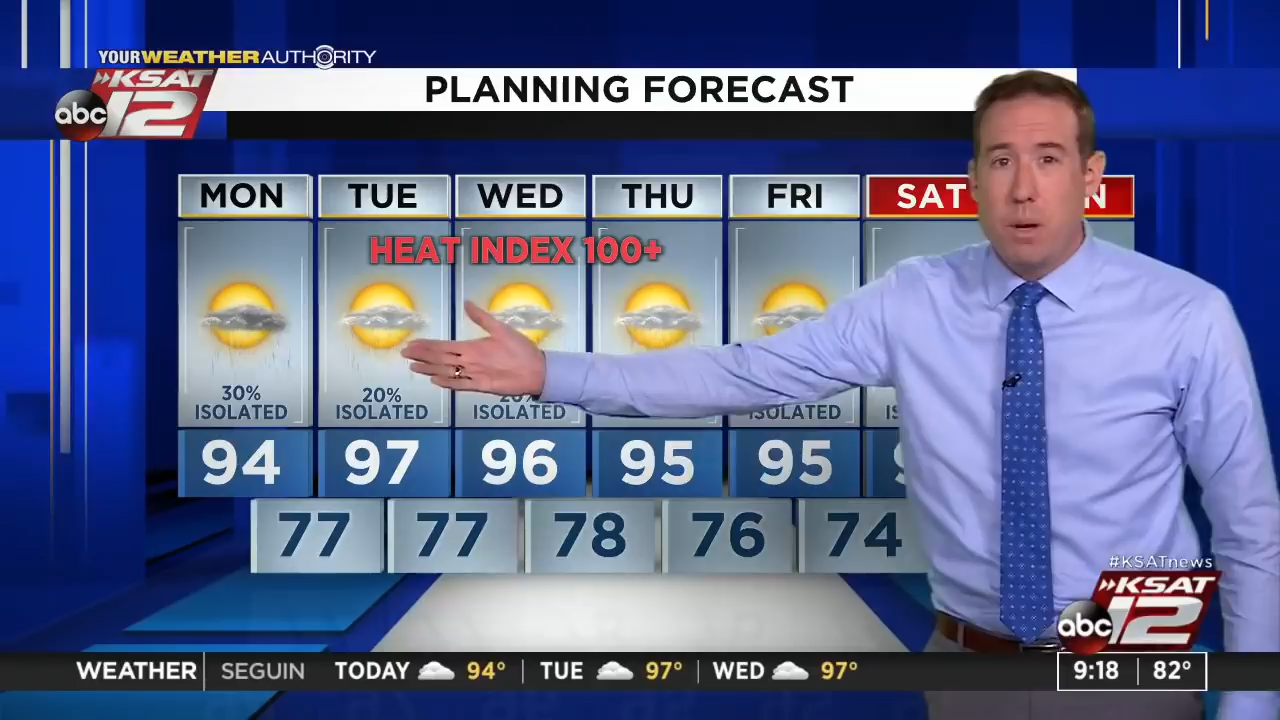 YOURWEATHERAUTHORITY
KSAT
abc 12
PLANNING FORECAST
MON TUE WED THU FRI SAT
HEAT INDEX 100+
30% 20%
ISOLATED ISOLATED ISOLATED ISOLATED
94 97 96 95 95
77 77 78 76 74
#KSATnews
KSAT
abc 12
WEATHER SEGUIN TODAY 94° TUE 97° WED 97° 9:18 82°